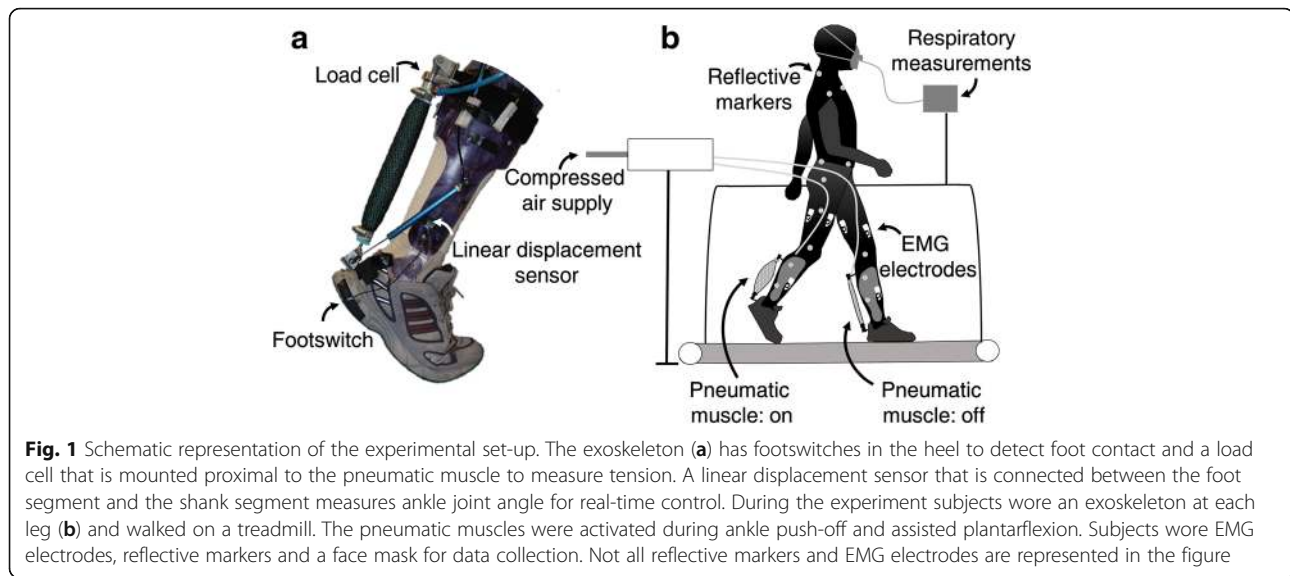 a
Load cell
Linear displacement
sensor
Footswitch
b
Reflective
markers
Respiratory
measurements
Compressed
air supply
EMG
electrodes
Pneumatic
muscle: on
Pneumatic
muscle: off
Fig. 1 Schematic representation of the experimental set-up. The exoskeleton (a) has footswitches in the heel to detect foot contact and a load
cell that is mounted proximal to the pneumatic muscle to measure tension. A linear displacement sensor that is connected between the foot
segment and the shank segment measures ankle joint angle for real-time control. During the experiment subjects wore an exoskeleton at each
leg (b) and walked on a treadmill. The pneumatic muscles were activated during ankle push-off and assisted plantarflexion. Subjects wore EMG
electrodes, reflective markers and a face mask for data collection. Not all reflective markers and EMG electrodes are represented in the figure